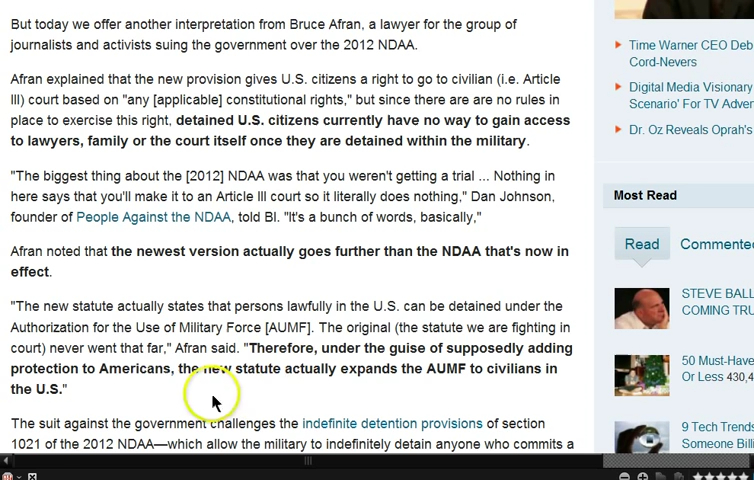 But today we offer another interpretation from Bruce Afran, a lawyer for the group of
journalists and activists suing the government over the 2012 NDAA.
Afran explained that the new provision gives U.S. citizens a right to go to civilian (i.e. Article
III) court based on "any [applicable] constitutional rights," but since there are are no rules in
place to exercise this right, detained U.S. citizens currently have no way to gain access
to lawyers, family or the court itself once they are detained within the military.
"The biggest thing about the [2012] NDAA was that you weren't getting a trial ... Nothing in
here says that you'll make it to an Article III court so it literally does nothing," Dan Johnson,
founder of People Against the NDAA, told BI. "It's a bunch of words, basically,"
Afran noted that the newest version actually goes further than the NDAA that's now in
effect.
"The new statute actually states that persons lawfully in the U.S. can be detained under the
Authorization for the Use of Military Force [AUMF]. The original (the statute we are fighting in
court) never went that far," Afran said. "Therefore, under the guise of supposedly adding
protection to Americans, the new statute actually expands the AUMF to civilians in
the U.S."
The suit against the government challenges the indefinite detention provisions of section
1021 of the 2012 NDAA—which allow the military to indefinitely detain anyone who commits a
Time Warner CEO Deb
Cord-Nevers
Digital Media Visionary
Scenario' For TV Adver
Dr. Oz Reveals Oprah's
Most Read
Read Commented
STEVE BALL
COMING TRU
50 Must-Have
Or Less 430,4
9 Tech Trends
Someone Billi